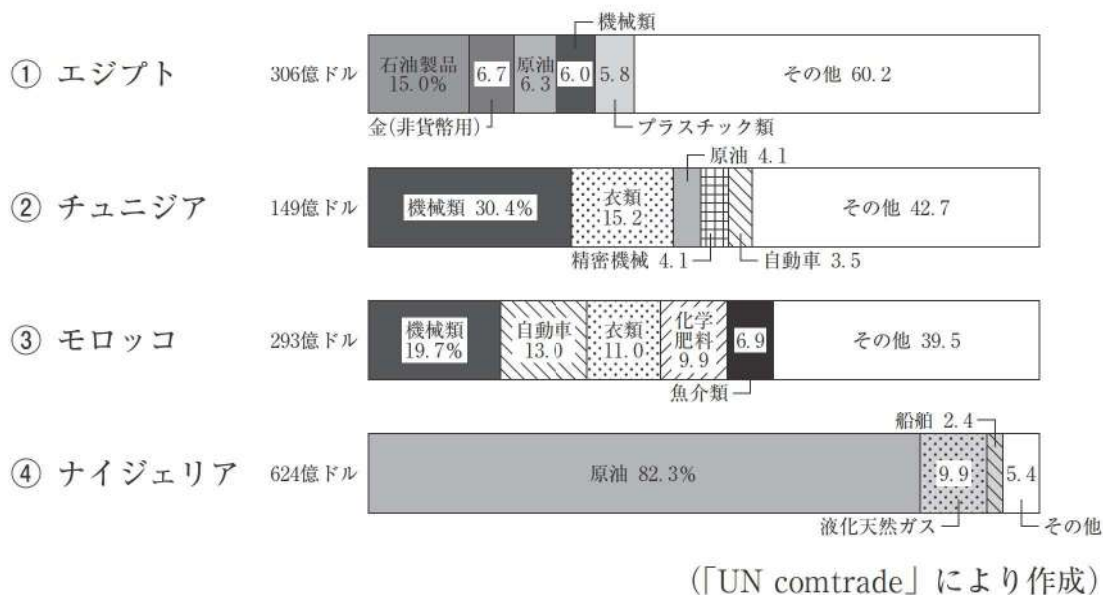 機械類
① エジプト 306億ドル 石油製品 15.0% 6.7 原油 6.3 6.0 5.8 その他 60.2
金(非貨幣用) プラスチック類
原油 4.1
② チュニジア 149億ドル 機械類 30.4% 衣類 15.2 その他 42.7
精密機械 4.1 自動車 3.5
③ モロッコ 293億ドル 機械類 19.7% 自動車 13.0 衣類 11.0 化学肥料 9.9 6.9 その他 39.5
魚介類
船舶 2.4
④ ナイジェリア 624億ドル 原油 82.3% 9.9 5.4
液化天然ガス その他
(「UN comtrade」により作成)